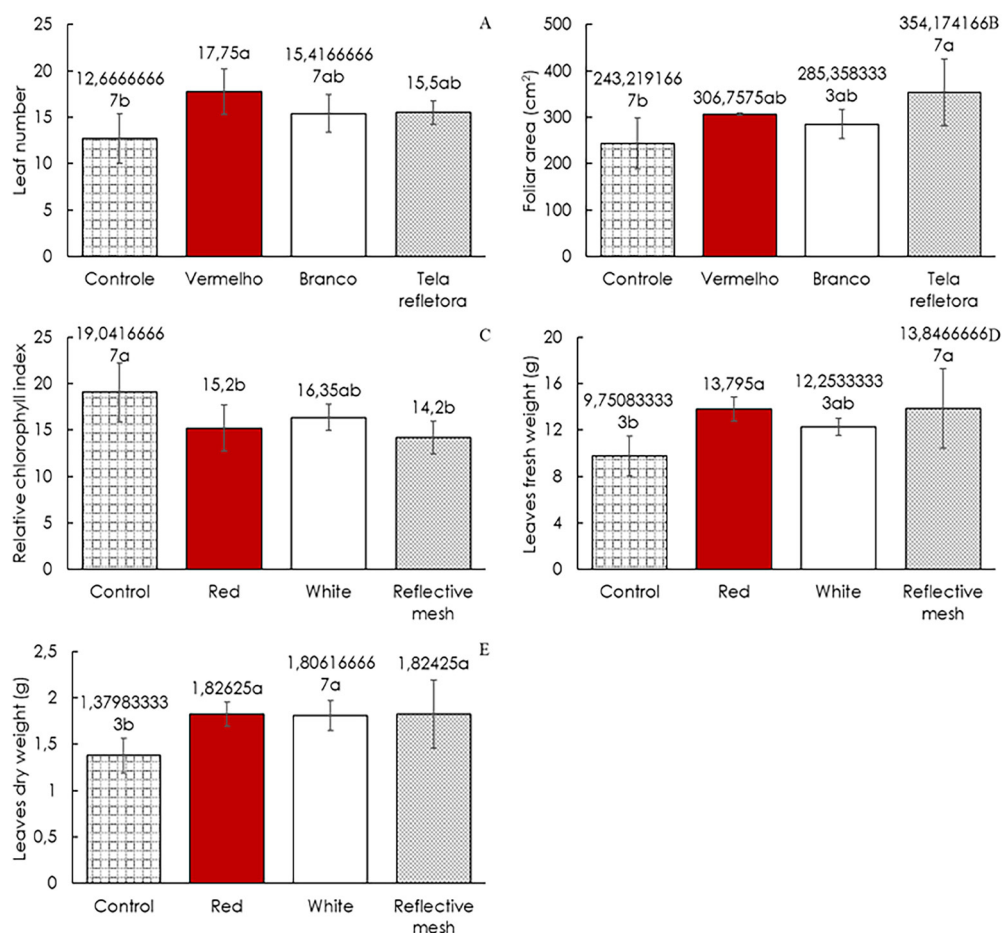 A
Leaf number
25
20
15
10
5
0
12,6666666
7b
17,75a
15,4166666
7ab
15,5ab
Controle
Vermelho
Branco
Tela
refletora
B
Foliar area (cm²)
500
400
300
200
100
0
243,219166
7b
306,7575ab
285,358333
3ab
354,174166
7a
Controle
Vermelho
Branco
Tela
refletora
C
Relative chlorophyll index
25
20
15
10
5
0
19,0416666
7a
15,2b
16,35ab
14,2b
Control
Red
White
Reflective
mesh
D
Leaves fresh weight (g)
20
16
12
8
4
0
9,75083333
3b
13,795a
12,2533333
3ab
13,8466666
7a
Control
Red
White
Reflective
mesh
E
Leaves dry weight (g)
2,5
2
1,5
1
0,5
0
1,37983333
3b
1,82625a
1,80616666
7a
1,82425a
Control
Red
White
Reflective
mesh